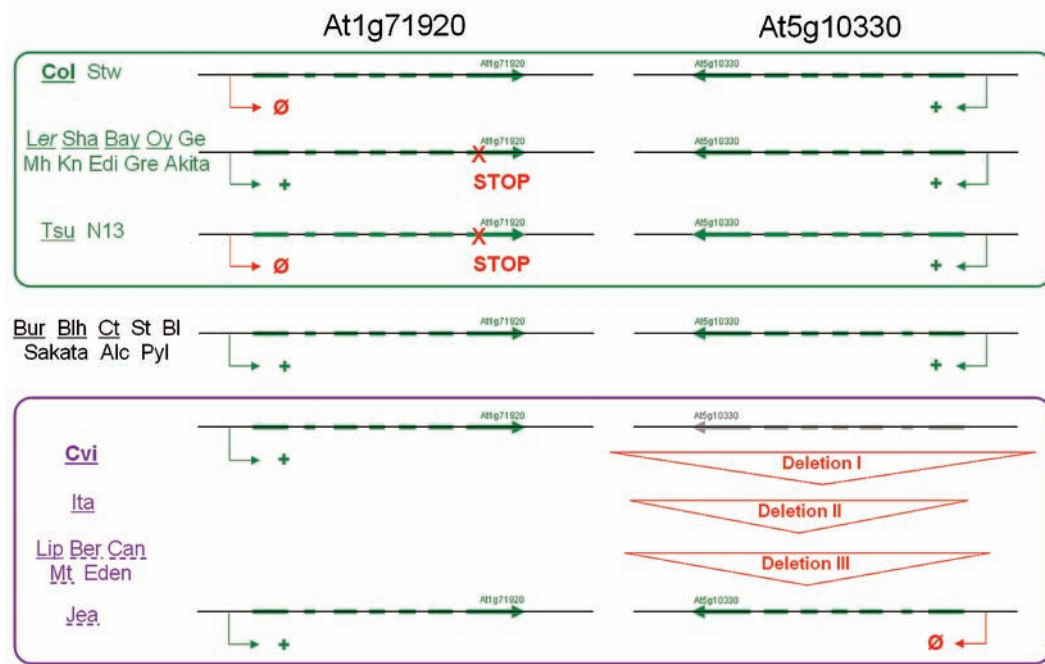 At1g71920 At5g10330
Col Stw
At1g71920 At5g10330
Ø +
Ler Sha Bay Oy Ge
Mh Kn Edi Gre Akita
At1g71920 At5g10330
X
+ STOP +
Tsu N13
At1g71920 At5g10330
X
Ø STOP +
Bur Blh Ct St Bl
Sakata Alc Pyl
At1g71920 At5g10330
+ +
At1g71920 At5g10330
Cvi
+ Deletion I
Ita
Deletion II
Lip Ber Can
Mt Eden
Deletion III
Jea
At1g71920 At5g10330
+ Ø